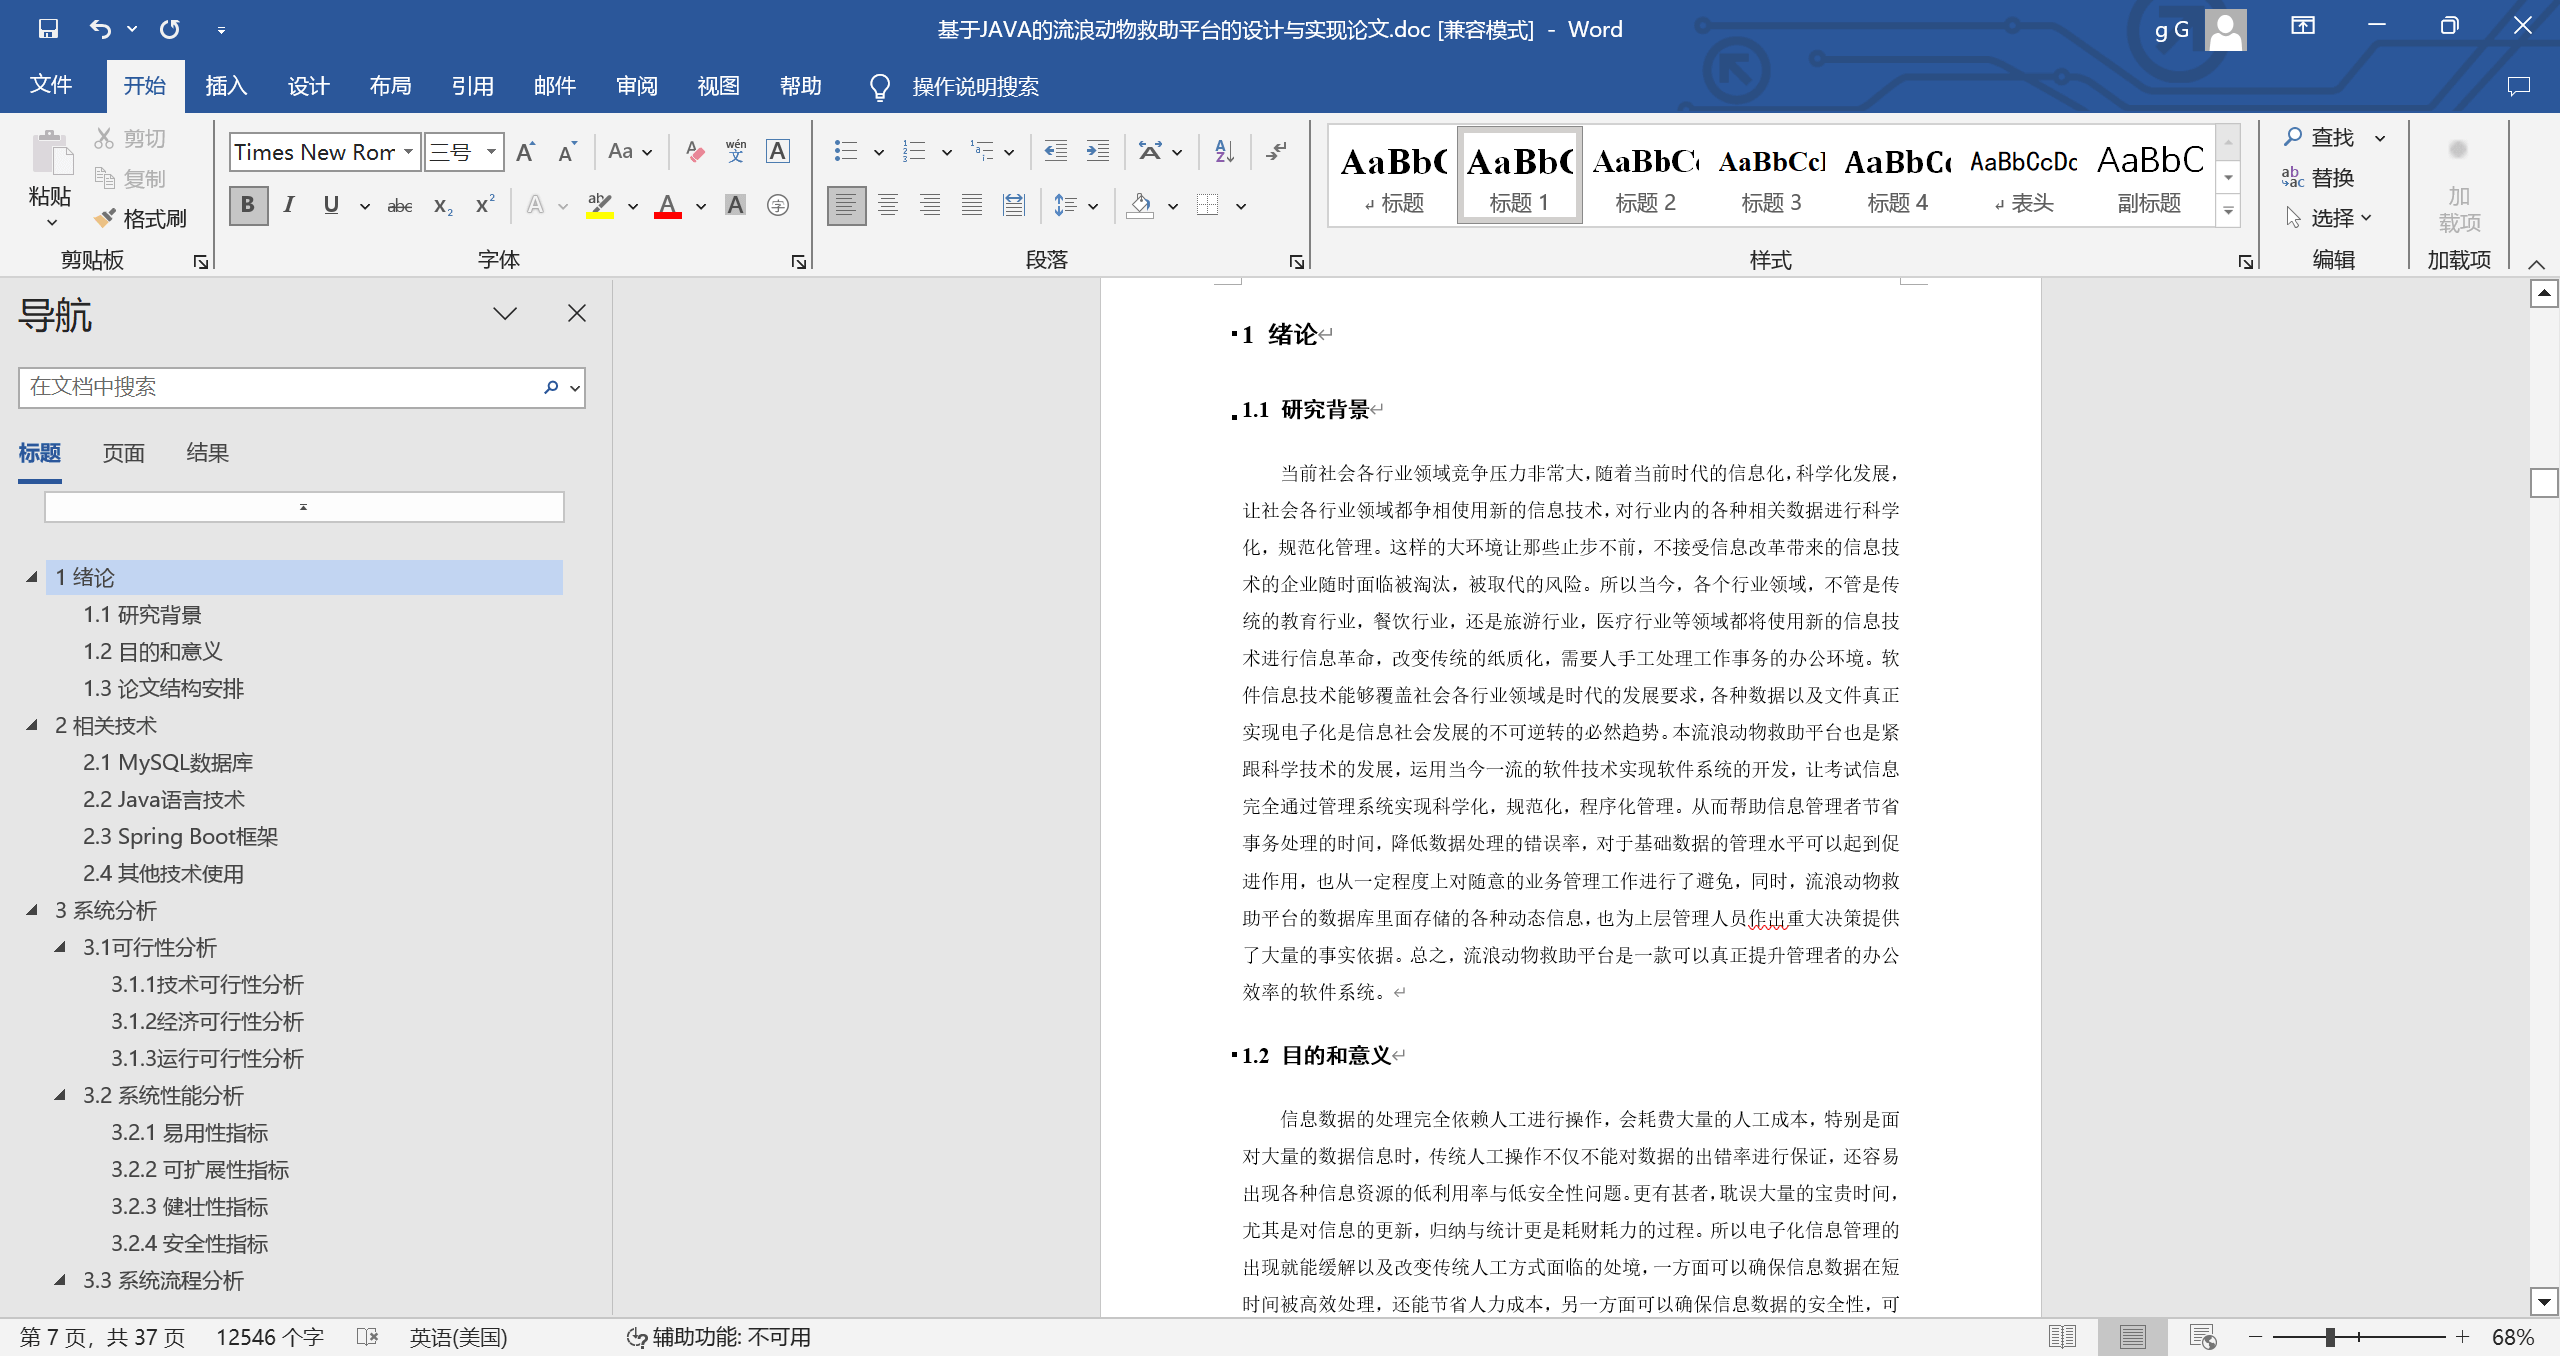 基于JAVA的流浪动物救助平台的设计与实现论文.doc [兼容模式] - Word
g G
文件 开始 插入 设计 布局 引用 邮件 审阅 视图 帮助 操作说明搜索
粘贴 剪切 复制 格式刷
剪贴板
Times New Ror 三号 Aa wén 文 A
B I U abc X₂ X² A ab A A 字
字体
段落
AaBbC AaBbC AaBbC AaBbCcI AaBbCc AaBbCcDc AaBbC
标题 标题 1 标题 2 标题 3 标题 4 表头 副标题
样式
查找
替换
选择
编辑
加载项
加载项
导航
在文档中搜索
标题 页面 结果
1 绪论
1.1 研究背景
1.2 目的和意义
1.3 论文结构安排
2 相关技术
2.1 MySQL数据库
2.2 Java语言技术
2.3 Spring Boot框架
2.4 其他技术使用
3 系统分析
3.1可行性分析
3.1.1技术可行性分析
3.1.2经济可行性分析
3.1.3运行可行性分析
3.2 系统性能分析
3.2.1 易用性指标
3.2.2 可扩展性指标
3.2.3 健壮性指标
3.2.4 安全性指标
3.3 系统流程分析
1 绪论
1.1 研究背景
当前社会各行业领域竞争压力非常大，随着当前时代的信息化，科学化发展，
让社会各行业领域都争相使用新的信息技术，对行业内的各种相关数据进行科学
化，规范化管理。这样的大环境让那些止步不前，不接受信息改革带来的信息技
术的企业随时面临被淘汰，被取代的风险。所以当今，各个行业领域，不管是传
统的教育行业，餐饮行业，还是旅游行业，医疗行业等领域都将使用新的信息技
术进行信息革命，改变传统的纸质化，需要人手工处理工作事务的办公环境。软
件信息技术能够覆盖社会各行业领域是时代的发展要求，各种数据以及文件真正
实现电子化是信息社会发展的不可逆转的必然趋势。本流浪动物救助平台也是紧
跟科学技术的发展，运用当今一流的软件技术实现软件系统的开发，让考试信息
完全通过管理系统实现科学化，规范化，程序化管理。从而帮助信息管理者节省
事务处理的时间，降低数据处理的错误率，对于基础数据的管理水平可以起到促
进作用，也从一定程度上对随意的业务管理工作进行了避免，同时，流浪动物救
助平台的数据库里面存储的各种动态信息，也为上层管理人员作出重大决策提供
了大量的事实依据。总之，流浪动物救助平台是一款可以真正提升管理者的办公
效率的软件系统。
1.2 目的和意义
信息数据的处理完全依赖人工进行操作，会耗费大量的人工成本，特别是面
对大量的数据信息时，传统人工操作不仅不能对数据的出错率进行保证，还容易
出现各种信息资源的低利用率与低安全性问题。更有甚者，耽误大量的宝贵时间，
尤其是对信息的更新，归纳与统计更是耗财耗力的过程。所以电子化信息管理的
出现就能缓解以及改变传统人工方式面临的处境，一方面可以确保信息数据在短
时间被高效处理，还能节省人力成本，另一方面可以确保信息数据的安全性，可
第 7 页，共 37 页 12546 个字 英语(美国) 辅助功能: 不可用 68%